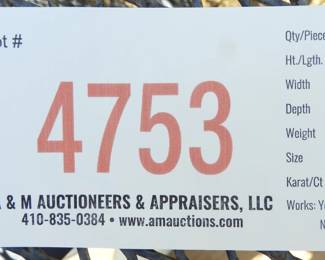 ot #
4753
& M AUCTIONEERS & APPRAISERS, LLC
410-835-0384 • www.amauctions.com
Qty/Piece
Ht./Lgth.
Width
Depth
Weight
Size
Karat/Ct
Works: Y
N